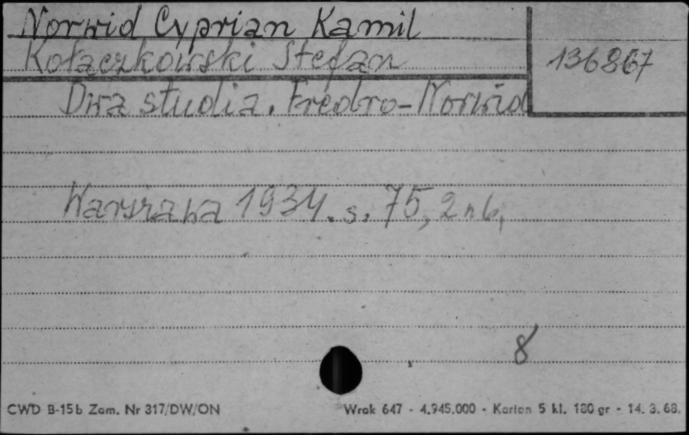 Norwid Cyprian Kamil
Kołaczkowski Stefan
136867
Dwa studia. Fredro-Norwid
Warszawa 1934. s. 75, 2 nlb,
8
CWD B-15b Zam. Nr 317/DW/ON
Wrok 647 - 4.945.000 - Karton 5 kl. 180 gr - 14. 3. 68.